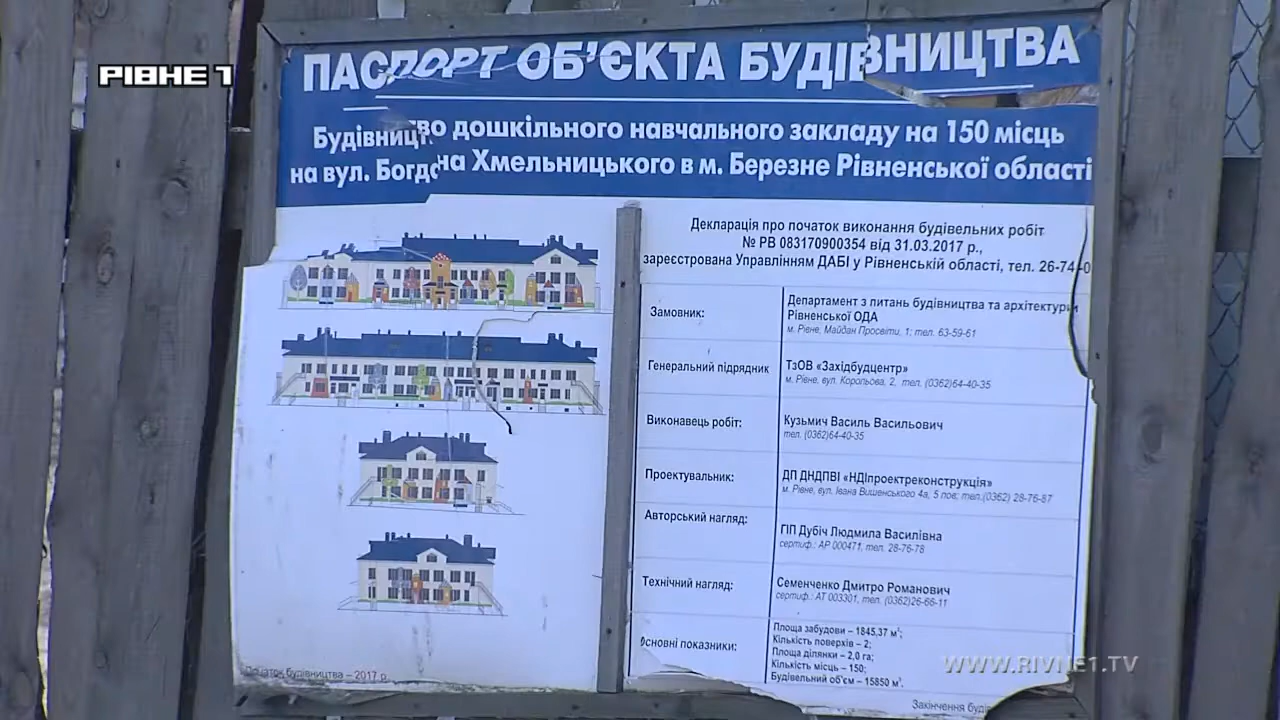 РІВНЕ 1
ПАСПОРТ ОБ'ЄКТА БУДІВНИЦТВА
Будівництво дошкільного навчального закладу на 150 місць
на вул. Богдана Хмельницького в м. Березне Рівненської області
Декларація про початок виконання будівельних робіт
№ РВ 083170900354 від 31.03.2017 р.,
зареєстрована Управлінням ДАБІ у Рівненській області, тел. 26-74-0
Замовник:
Департамент з питань будівництва та архітектури
Рівненської ОДА
м. Рівне, Майдан Просвіти, 1; тел. 63-59-61
Генеральний підрядник
ТзОВ «Західбудцентр»
м. Рівне, вул. Корольова, 2, тел. (0362)64-40-35
Виконавець робіт:
Кузьмич Василь Васильович
тел. (0362)64-40-35
Проектувальник:
ДП ДНДПВІ «НДІпроектреконструкція»
м. Рівне, вул. Івана Вишенського 4а, 5 пов; тел.(0362) 28-76-87
Авторський нагляд:
ГІП Дубіч Людмила Василівна
сертиф.: АР 000471, тел. 28-76-78
Технічний нагляд:
Семенченко Дмитро Романович
сертиф.: АТ 003301, тел. (0362)26-66-11
Основні показники:
Площа забудови – 1845,37 м²;
Кількість поверхів – 2;
Площа ділянки – 2,0 га;
Кількість місць – 150;
Будівельний об'єм – 15850 м³.
Початок будівництва – 2017 р.
Закінчення
WWW.RIVNE1.TV